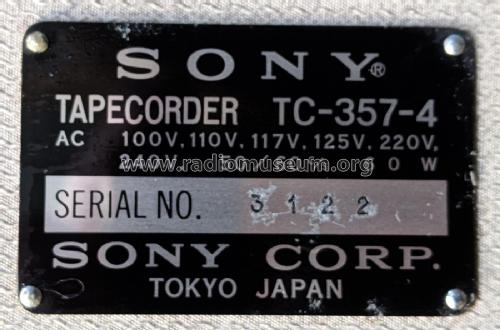 SONY®
TAPECORDER TC-357-4
AC 100V, 110V, 117V, 125V, 220V,
240V
www.radiomuseum.org
SERIAL NO. 3122
SONY CORP.
TOKYO JAPAN